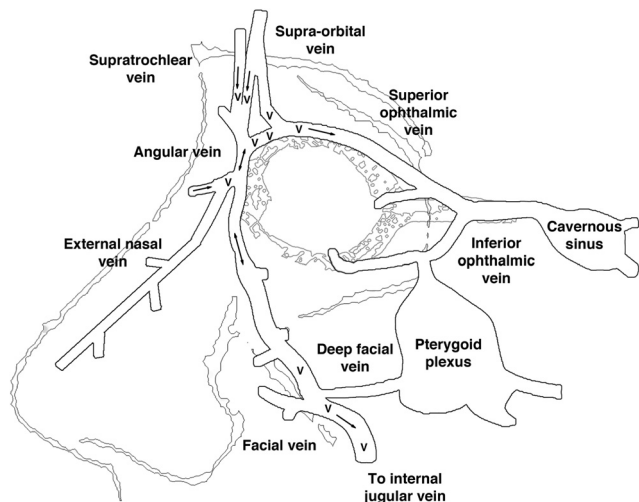 Supra-orbital
vein
Supratrochlear
vein
Superior
ophthalmic
vein
Angular vein
External nasal
vein
Cavernous
sinus
Inferior
ophthalmic
vein
Deep facial
vein
Pterygoid
plexus
Facial vein
To internal
jugular vein
V
V
V
V
V
V
V
V
V
V
V